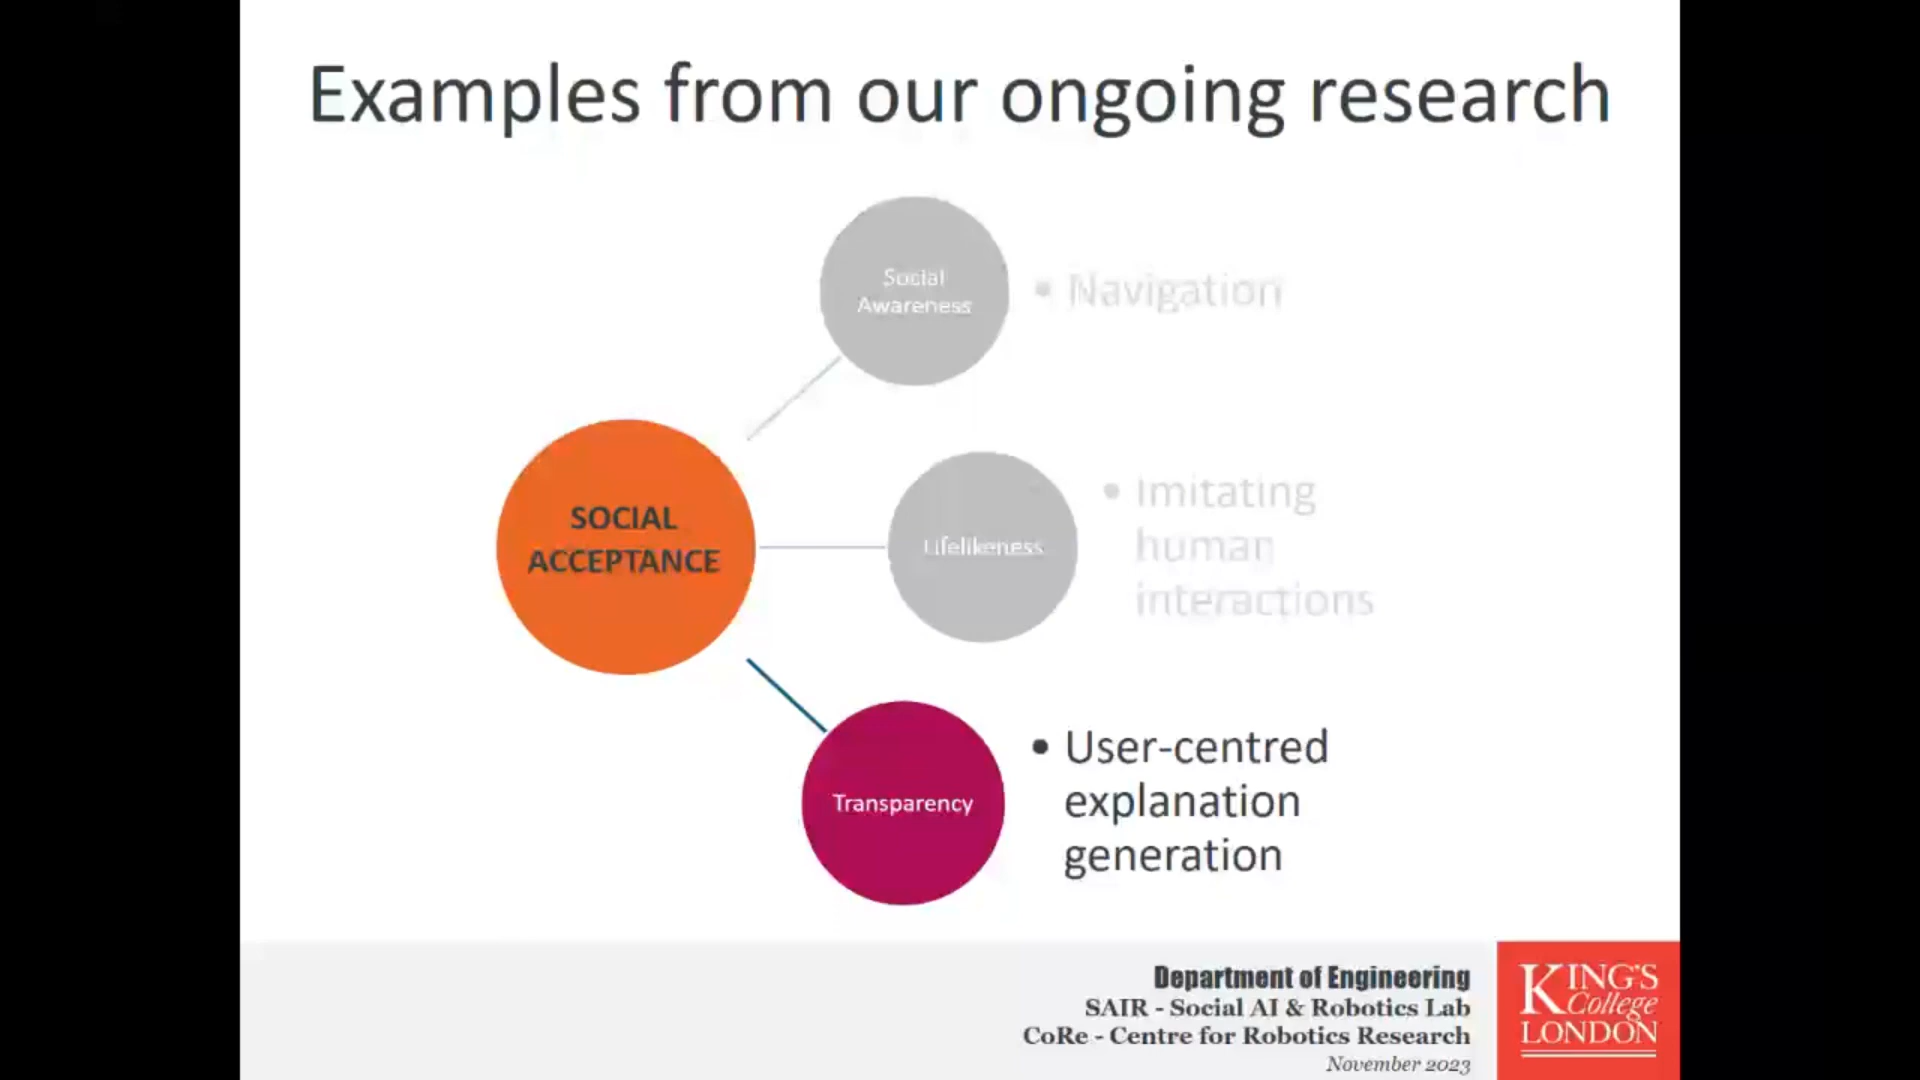 Examples from our ongoing research
Social
Awareness
• Navigation
SOCIAL
ACCEPTANCE
Lifelikeness
• Imitating
human
interactions
Transparency
• User-centred
explanation
generation
Department of Engineering
SAIR - Social AI & Robotics Lab
CoRe - Centre for Robotics Research
November 2023
KING'S
College
LONDON